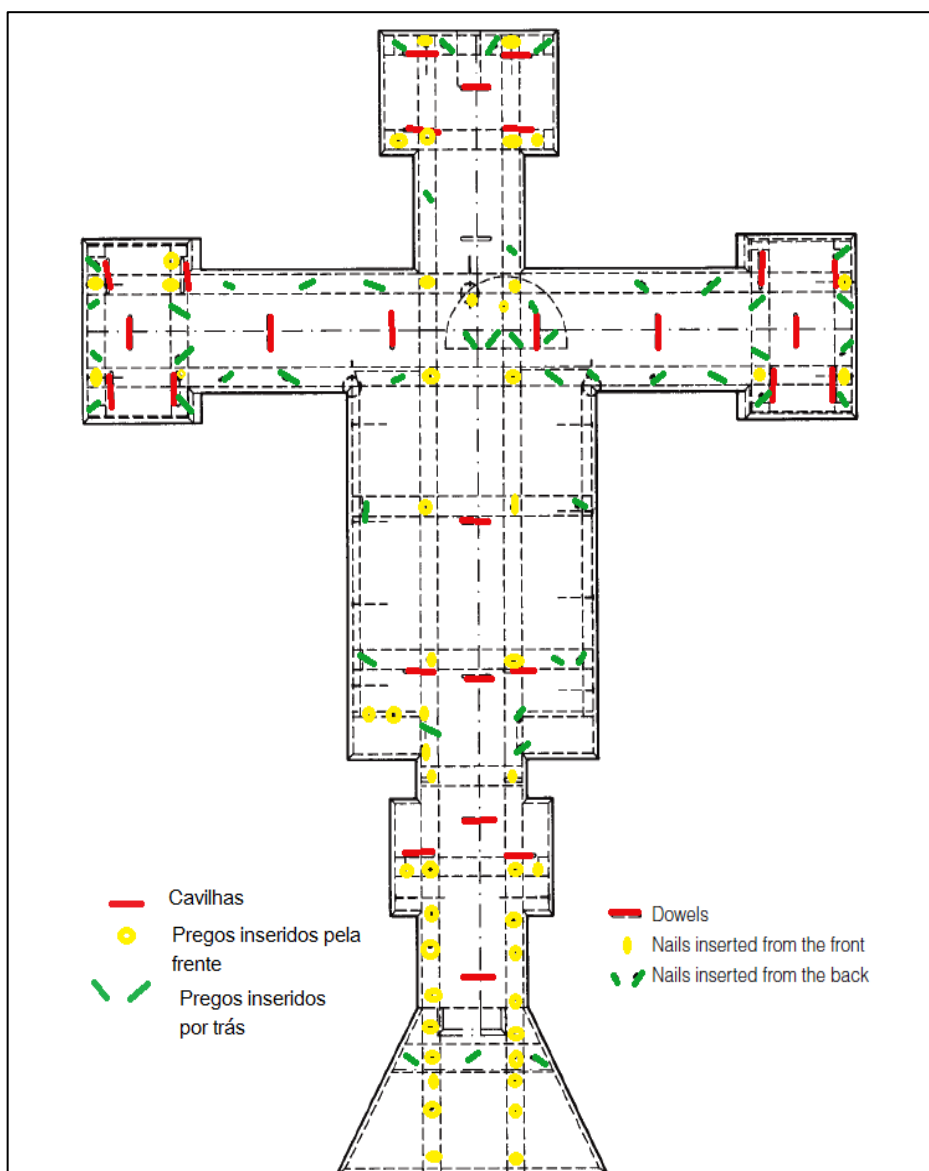 Cavilhas
Pregos inseridos pela
frente
Pregos inseridos
por trás
Dowels
Nails inserted from the front
Nails inserted from the back